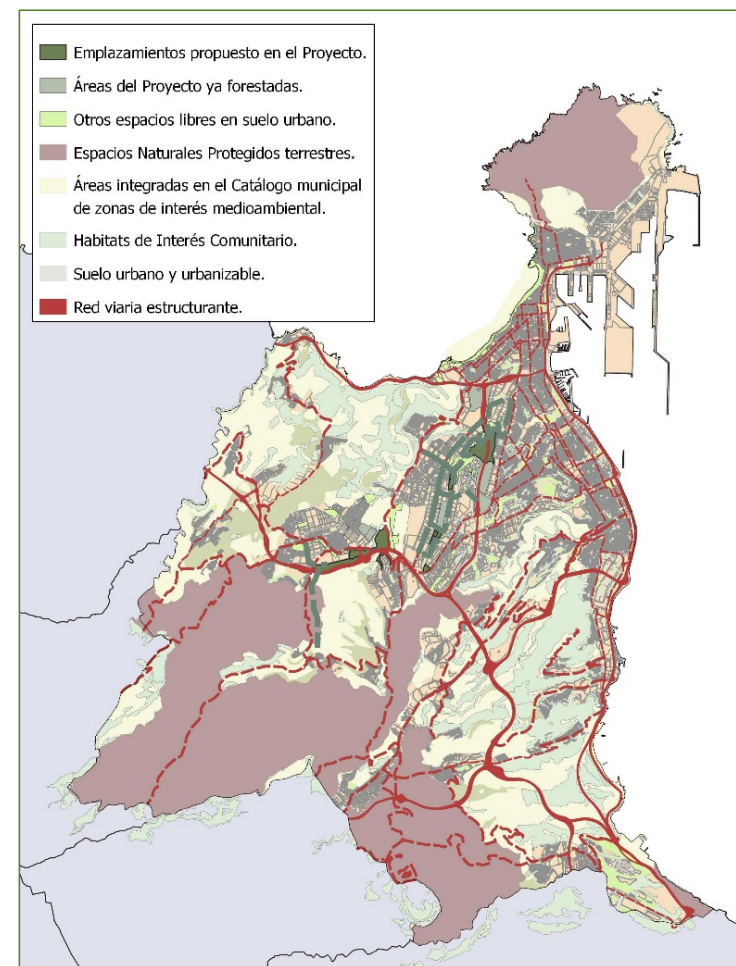 Emplazamientos propuesto en el Proyecto.
Áreas del Proyecto ya forestadas.
Otros espacios libres en suelo urbano.
Espacios Naturales Protegidos terrestres.
Áreas integradas en el Catálogo municipal
de zonas de interés medioambiental.
Habitats de Interés Comunitario.
Suelo urbano y urbanizable.
Red viaria estructurante.